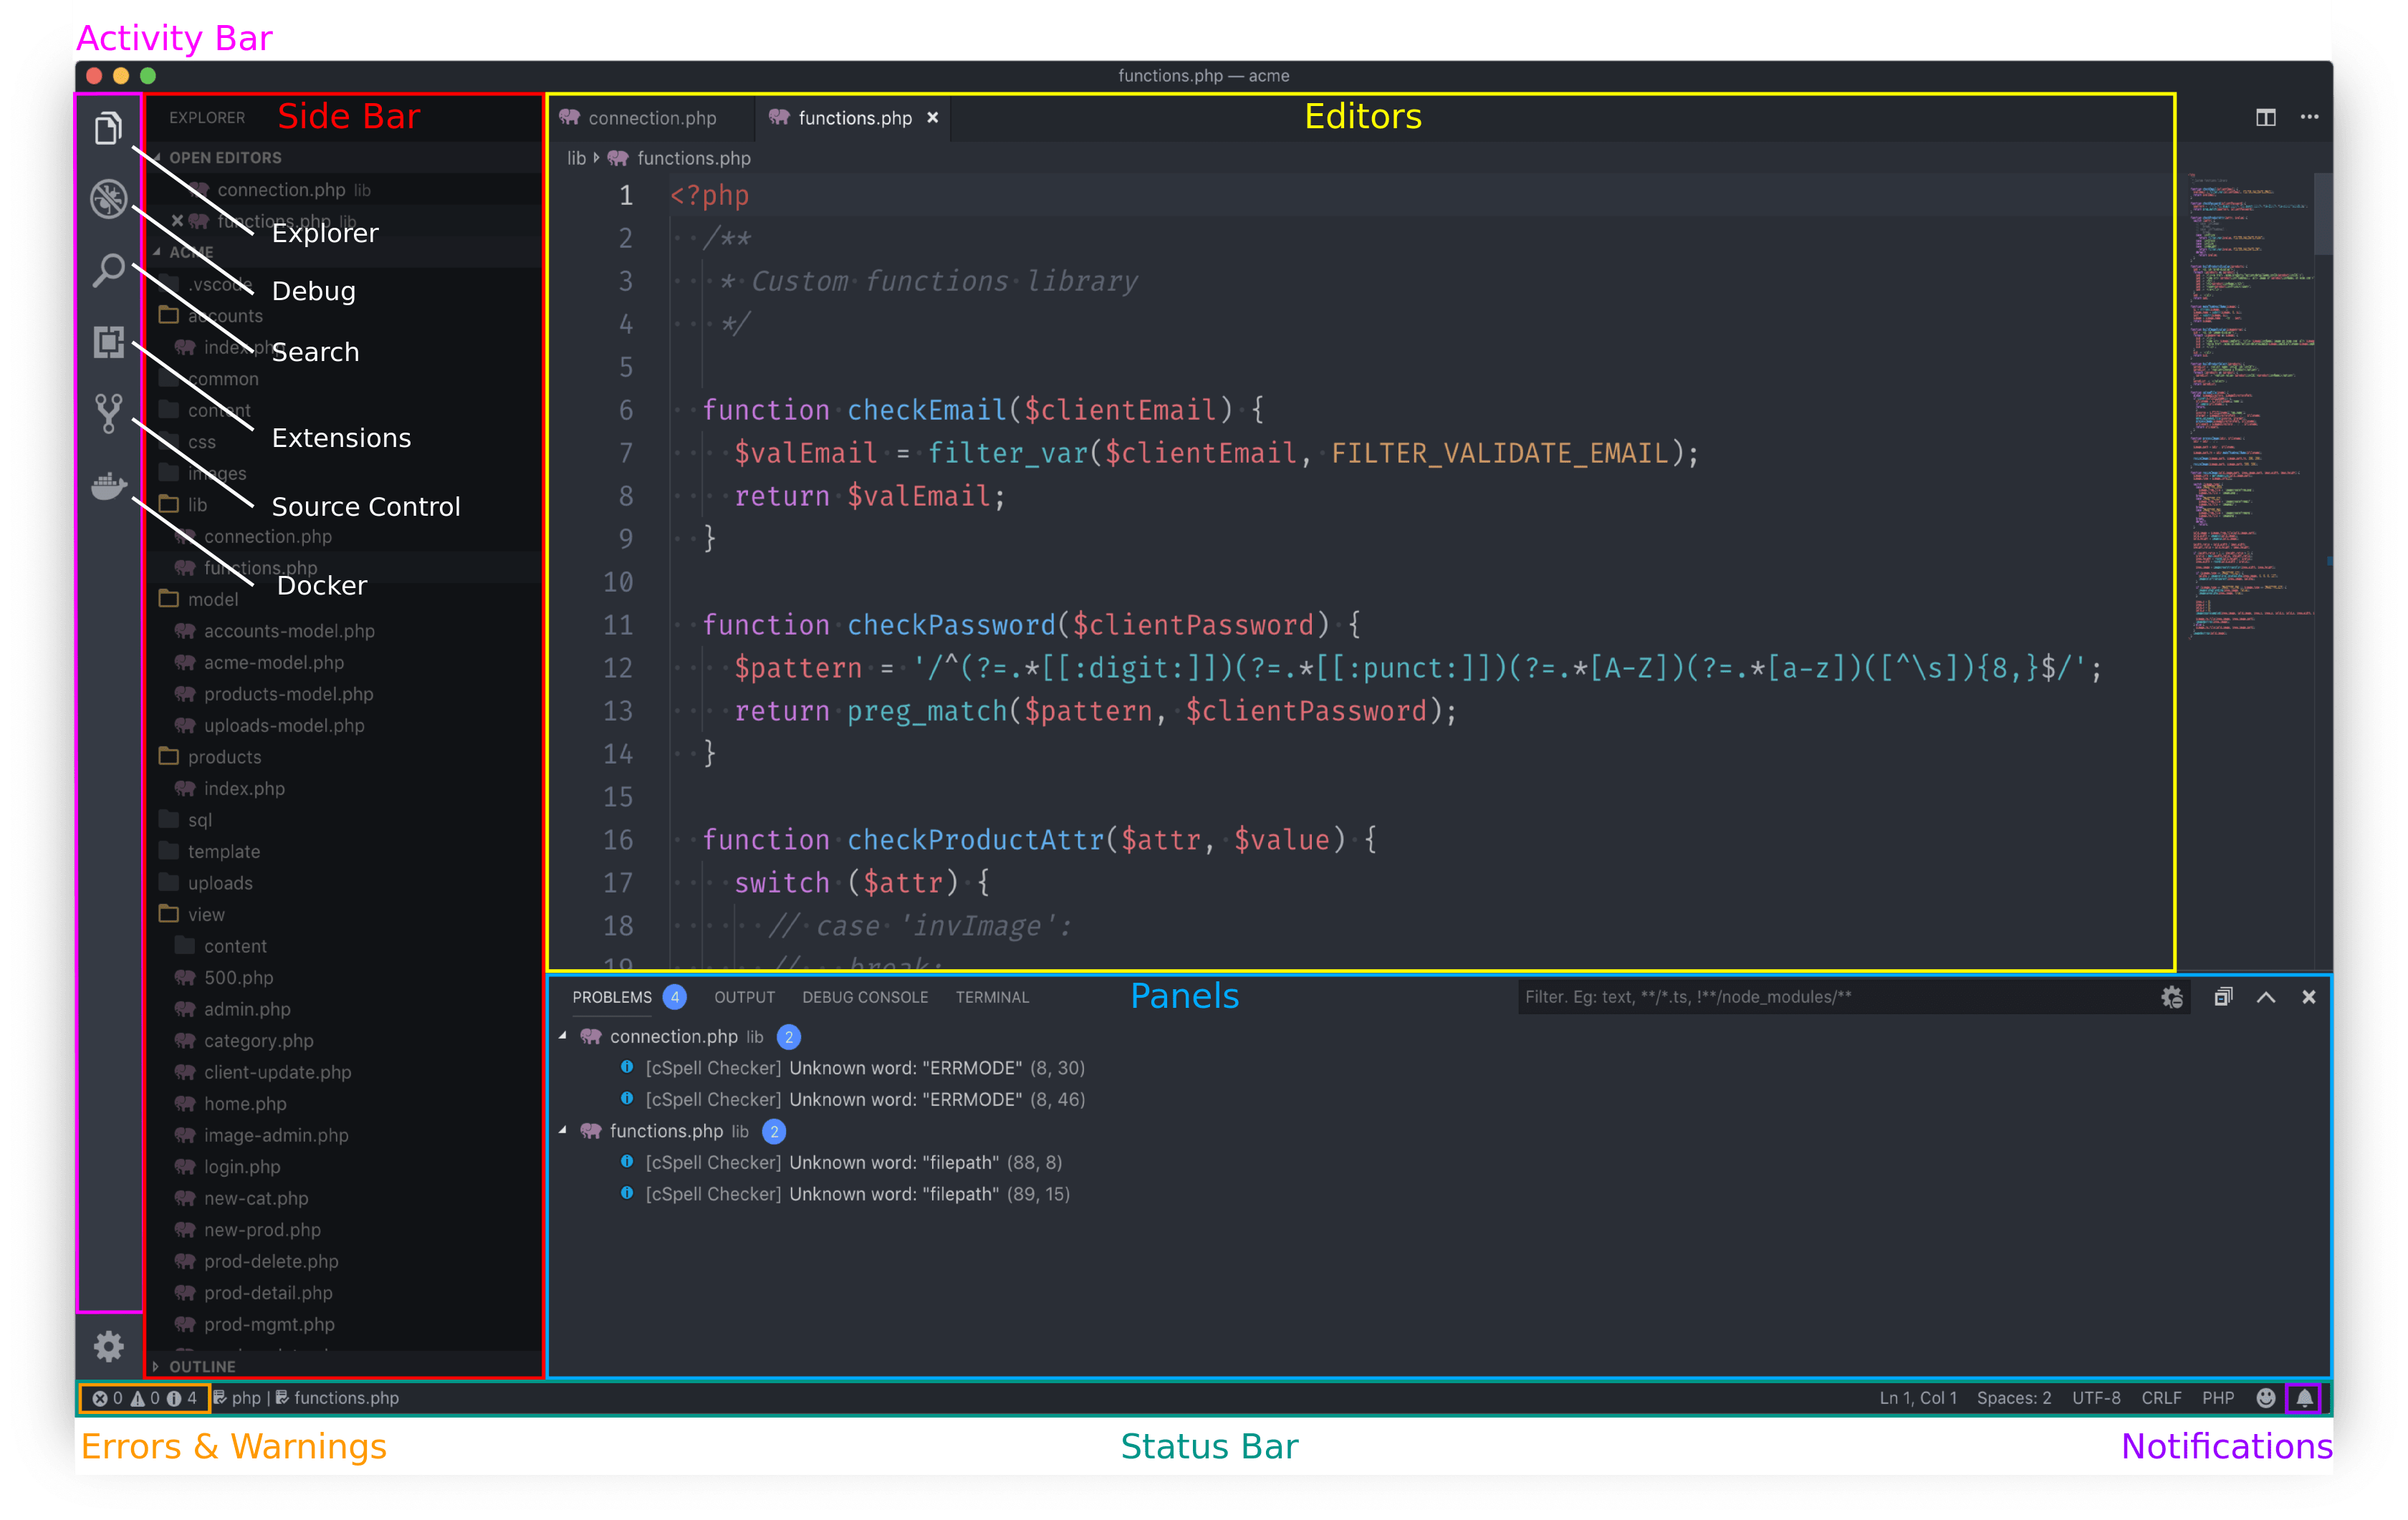 Activity Bar
functions.php — acme
EXPLORER
Side Bar
connection.php
functions.php
Editors
OPEN EDITORS
connection.php lib
functions.php lib
ACME
.vscode
accounts
index.php
common
content
css
images
lib
connection.php
functions.php
model
accounts-model.php
acme-model.php
products-model.php
uploads-model.php
products
index.php
sql
template
uploads
view
content
500.php
admin.php
category.php
client-update.php
home.php
image-admin.php
login.php
new-cat.php
new-prod.php
prod-delete.php
prod-detail.php
prod-mgmt.php
OUTLINE
Explorer
Debug
Search
Extensions
Source Control
Docker
lib functions.php
1 <?php
2 /**
3 * Custom functions library
4 */
5
6 function checkEmail($clientEmail) {
7 $valEmail = filter_var($clientEmail, FILTER_VALIDATE_EMAIL);
8 return $valEmail;
9 }
10
11 function checkPassword($clientPassword) {
12 $pattern = '/^(?=.*[[:digit:]])(?=.*[[:punct:]])(?=.*[A-Z])(?=.*[a-z])([^\s]){8,}$/';
13 return preg_match($pattern, $clientPassword);
14 }
15
16 function checkProductAttr($attr, $value) {
17 switch ($attr) {
18 // case 'invImage':
19 // break;
PROBLEMS 4 OUTPUT DEBUG CONSOLE TERMINAL
Panels
Filter. Eg: text, **/*.ts, !**/node_modules/**
connection.php lib 2
[cSpell Checker] Unknown word: "ERRMODE" (8, 30)
[cSpell Checker] Unknown word: "ERRMODE" (8, 46)
functions.php lib 2
[cSpell Checker] Unknown word: "filepath" (88, 8)
[cSpell Checker] Unknown word: "filepath" (89, 15)
0 0 4 php | functions.php
Ln 1, Col 1 Spaces: 2 UTF-8 CRLF PHP
Errors & Warnings
Status Bar
Notifications